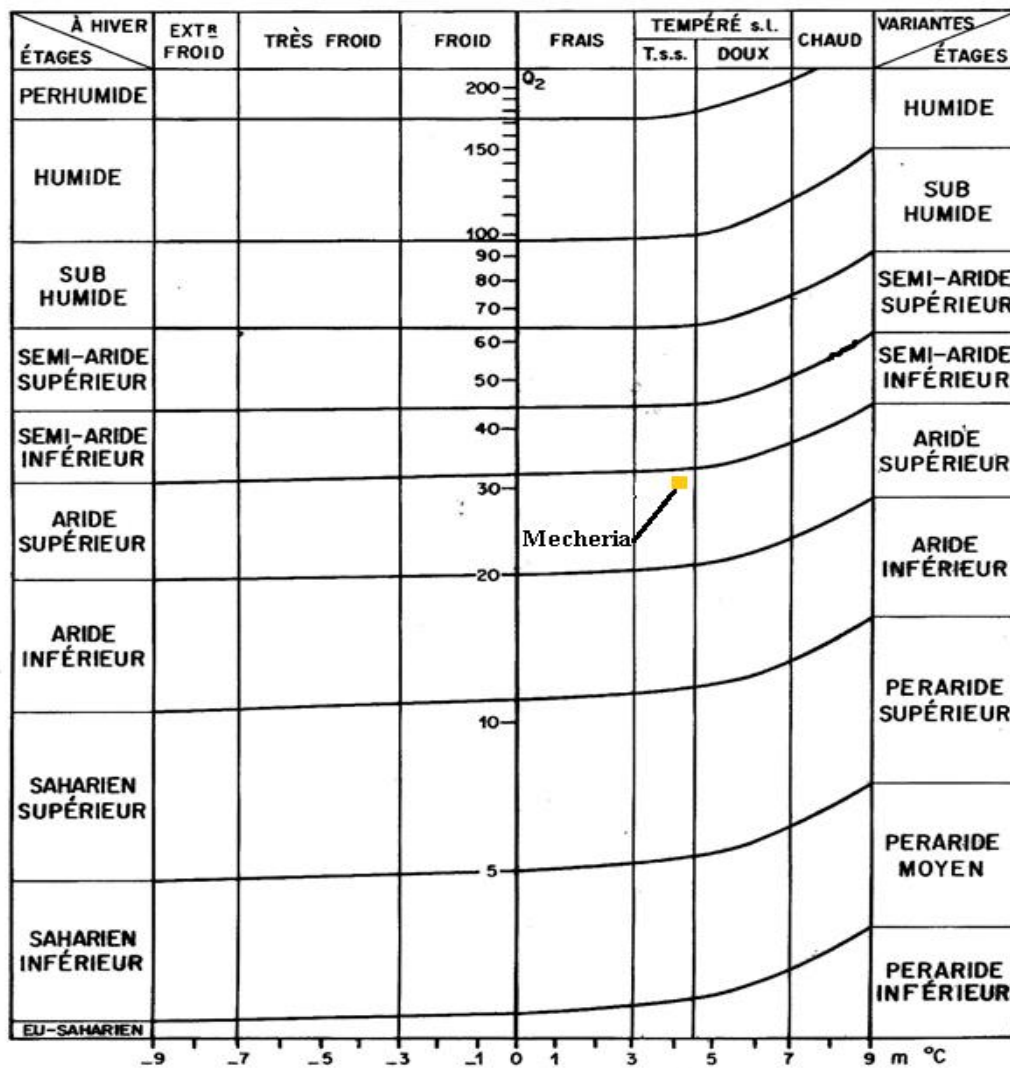 À HIVER
ÉTAGES
EXTR FROID
TRÈS FROID
FROID
FRAIS
TEMPÉRÉ s.l.
T.s.s.
DOUX
CHAUD
VARIANTES
ÉTAGES
PERHUMIDE
HUMIDE
SUB
HUMIDE
SEMI-ARIDE
SUPÉRIEUR
SEMI-ARIDE
INFÉRIEUR
ARIDE
SUPÉRIEUR
ARIDE
INFÉRIEUR
SAHARIEN
SUPÉRIEUR
SAHARIEN
INFÉRIEUR
EU-SAHARIEN
Q2
200
150
100
90
80
70
60
50
40
30
20
10
5
Mecheria
HUMIDE
SUB
HUMIDE
SEMI-ARIDE
SUPÉRIEUR
SEMI-ARIDE
INFÉRIEUR
ARIDE
SUPÉRIEUR
ARIDE
INFÉRIEUR
PERARIDE
SUPÉRIEUR
PERARIDE
MOYEN
PERARIDE
INFÉRIEUR
-9 -7 -5 -3 -1 0 1 3 5 7 9 m °C